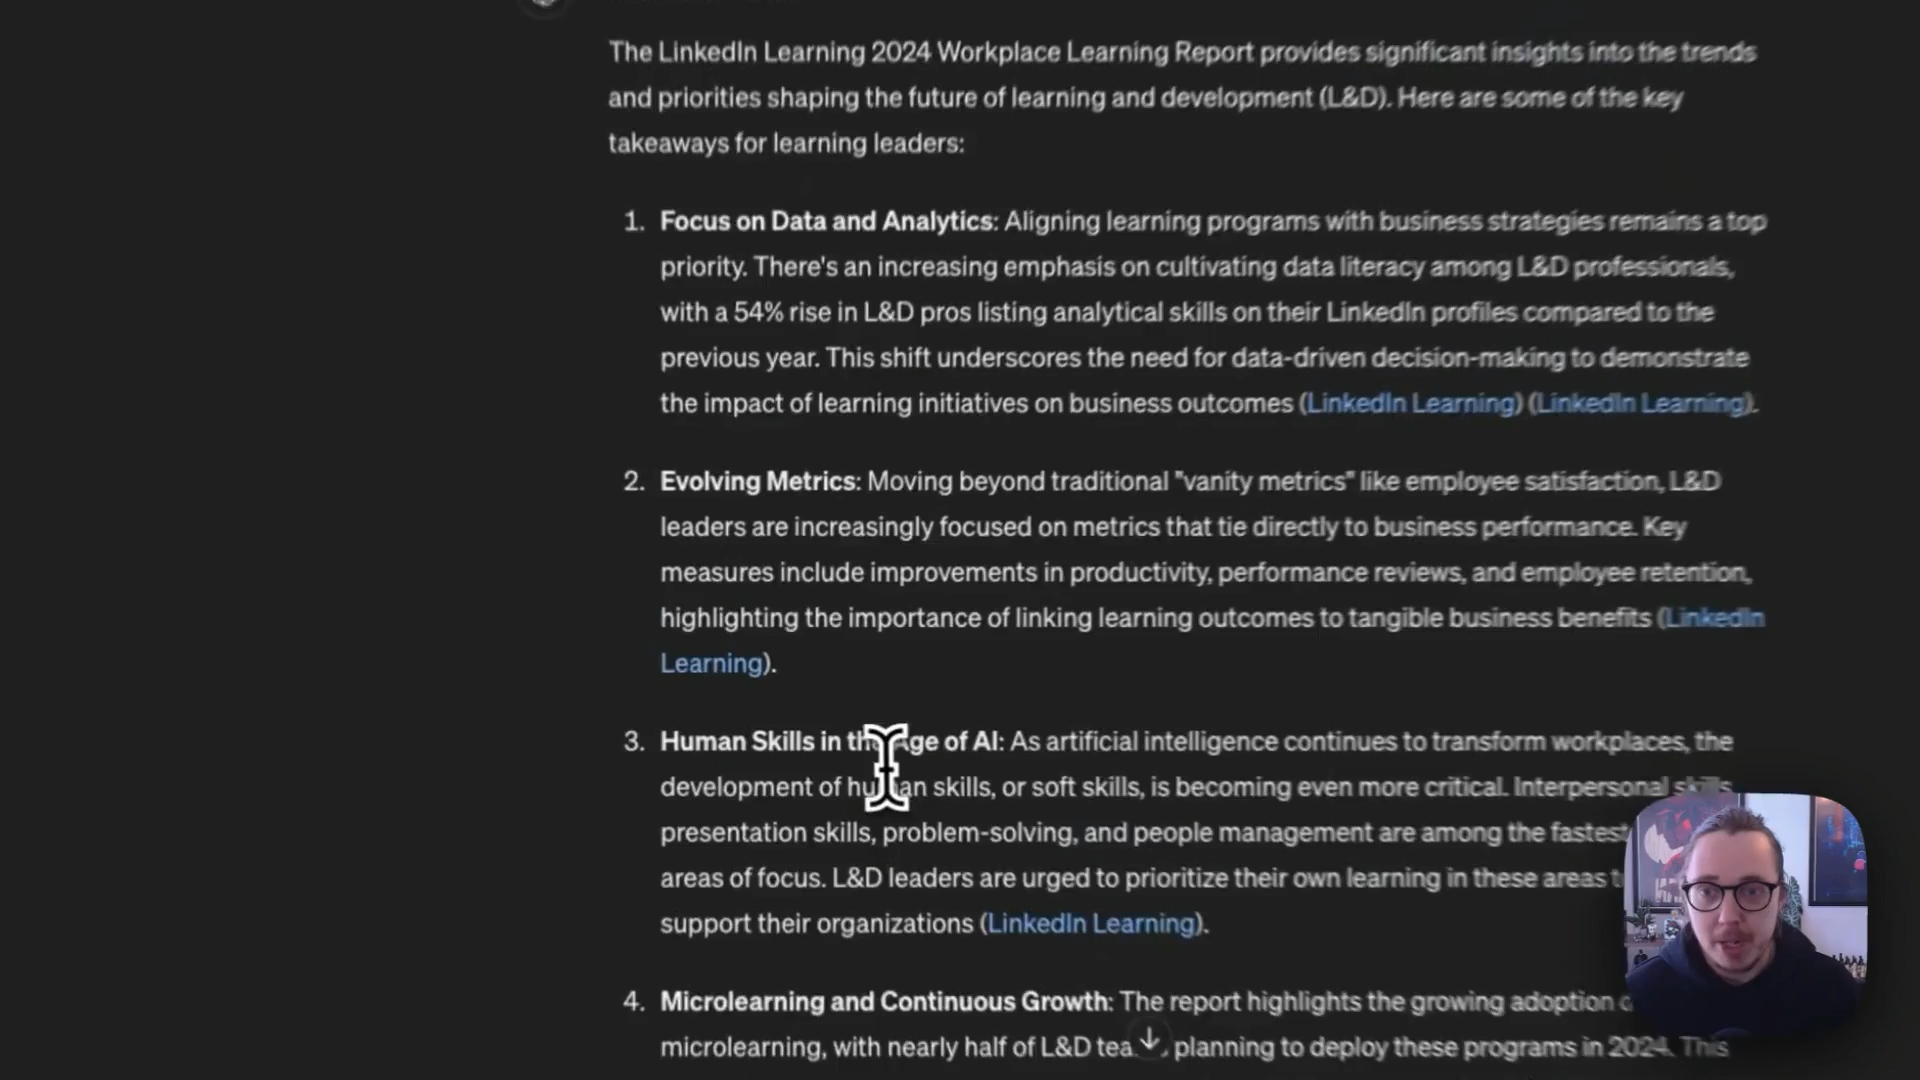 The LinkedIn Learning 2024 Workplace Learning Report provides significant insights into the trends
and priorities shaping the future of learning and development (L&D). Here are some of the key
takeaways for learning leaders:
1. Focus on Data and Analytics: Aligning learning programs with business strategies remains a top
priority. There's an increasing emphasis on cultivating data literacy among L&D professionals,
with a 54% rise in L&D pros listing analytical skills on their LinkedIn profiles compared to the
previous year. This shift underscores the need for data-driven decision-making to demonstrate
the impact of learning initiatives on business outcomes (LinkedIn Learning) (LinkedIn Learning).
2. Evolving Metrics: Moving beyond traditional "vanity metrics" like employee satisfaction, L&D
leaders are increasingly focused on metrics that tie directly to business performance. Key
measures include improvements in productivity, performance reviews, and employee retention,
highlighting the importance of linking learning outcomes to tangible business benefits (LinkedIn
Learning).
3. Human Skills in the Age of AI: As artificial intelligence continues to transform workplaces, the
development of human skills, or soft skills, is becoming even more critical. Interpersonal skills,
presentation skills, problem-solving, and people management are among the fastest
areas of focus. L&D leaders are urged to prioritize their own learning in these areas
support their organizations (LinkedIn Learning).
4. Microlearning and Continuous Growth: The report highlights the growing adoption
microlearning, with nearly half of L&D planning to deploy these programs in 2024. This